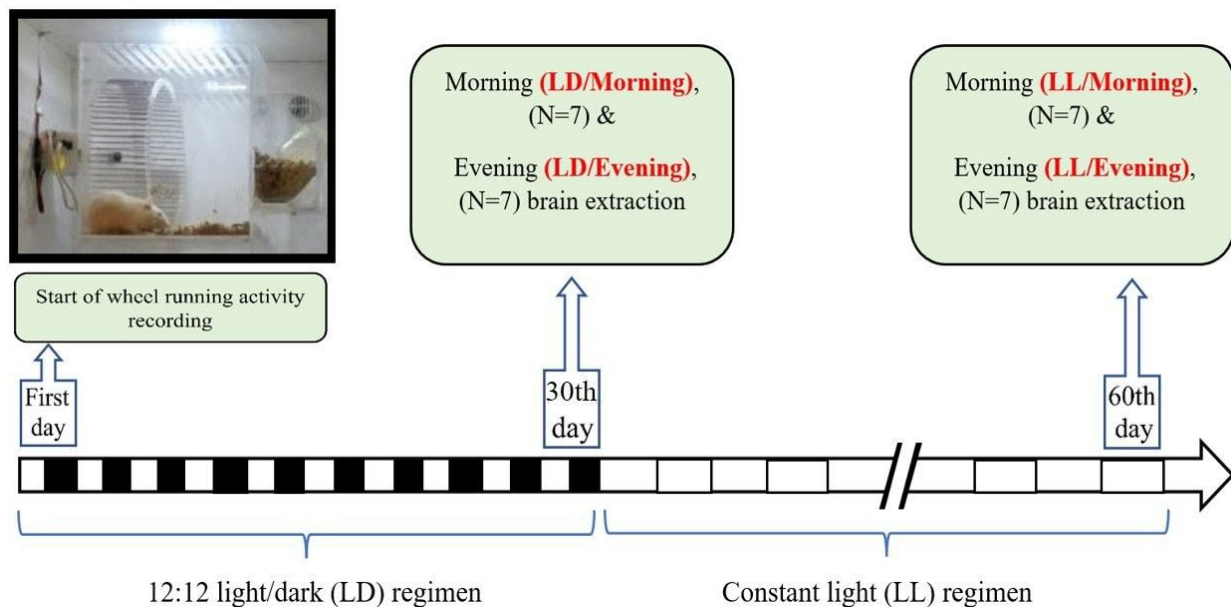 Start of wheel running activity
recording
Morning (LD/Morning),
(N=7) &
Evening (LD/Evening),
(N=7) brain extraction
Morning (LL/Morning),
(N=7) &
Evening (LL/Evening),
(N=7) brain extraction
First
day
30th
day
60th
day
12:12 light/dark (LD) regimen
Constant light (LL) regimen